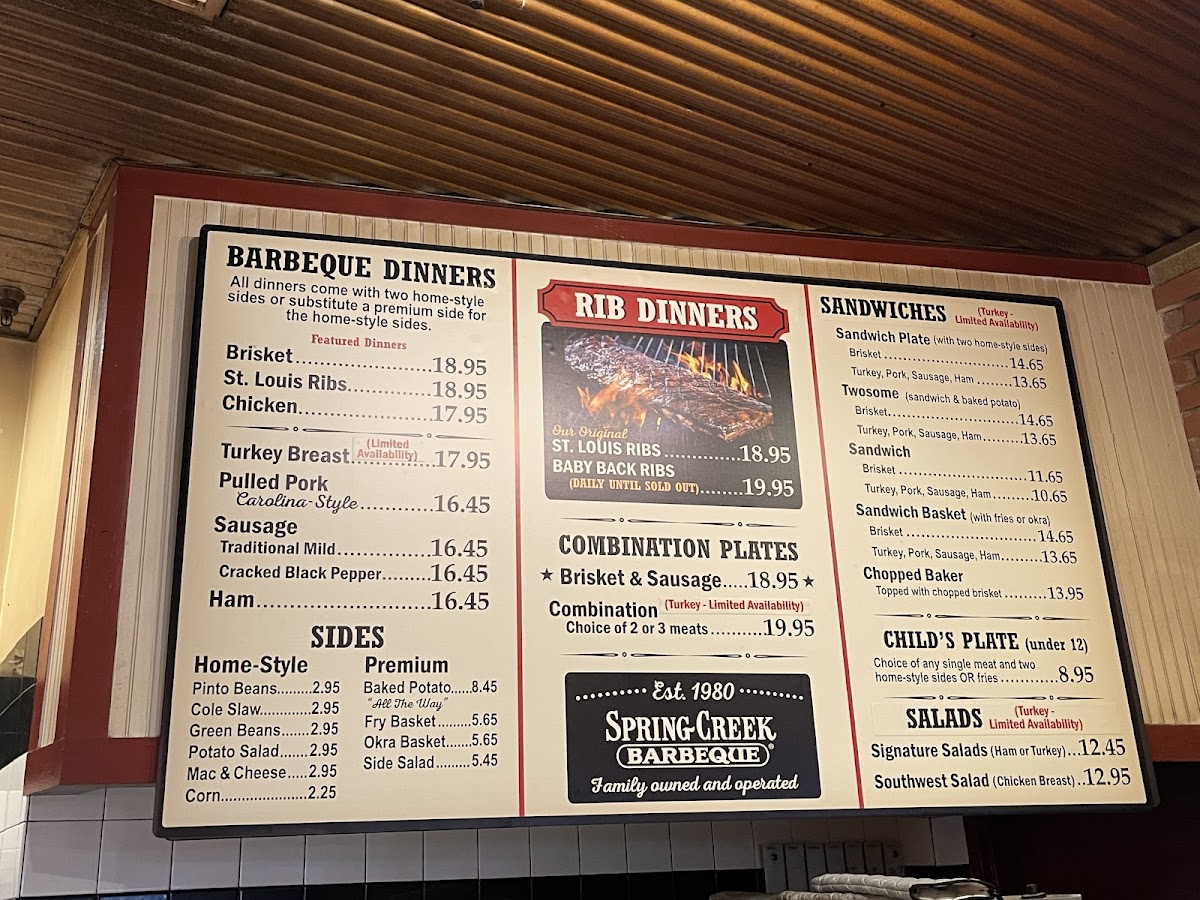 BARBEQUE DINNERS
All dinners come with two home-style
sides or substitute a premium side for
the home-style sides.
Featured Dinners
Brisket..................18.95
St. Louis Ribs...........18.95
Chicken..................17.95
Turkey Breast (Limited Availability)..........17.95
Pulled Pork
Carolina-Style............16.45
Sausage
Traditional Mild.............16.45
Cracked Black Pepper........16.45
Ham........................16.45
SIDES
Home-Style
Pinto Beans........2.95
Cole Slaw............2.95
Green Beans.......2.95
Potato Salad.......2.95
Mac & Cheese.....2.95
Corn.....................2.25
Premium
Baked Potato.....8.45
"All The Way"
Fry Basket........5.65
Okra Basket......5.65
Side Salad.........5.45
RIB DINNERS
Our Original
ST. LOUIS RIBS.............18.95
BABY BACK RIBS
(DAILY UNTIL SOLD OUT)........19.95
COMBINATION PLATES
★ Brisket & Sausage.....18.95 ★
Combination (Turkey - Limited Availability)
Choice of 2 or 3 meats..........19.95
Est. 1980
SPRING CREEK
BARBEQUE®
Family owned and operated
SANDWICHES (Turkey - Limited Availability)
Sandwich Plate (with two home-style sides)
Brisket........................14.65
Turkey, Pork, Sausage, Ham........13.65
Twosome (sandwich & baked potato)
Brisket.........................14.65
Turkey, Pork, Sausage, Ham........13.65
Sandwich
Brisket.........................11.65
Turkey, Pork, Sausage, Ham........10.65
Sandwich Basket (with fries or okra)
Brisket.........................14.65
Turkey, Pork, Sausage, Ham........13.65
Chopped Baker
Topped with chopped brisket........13.95
CHILD'S PLATE (under 12)
Choice of any single meat and two
home-style sides OR fries............8.95
SALADS (Turkey - Limited Availability)
Signature Salads (Ham or Turkey)...12.45
Southwest Salad (Chicken Breast)..12.95